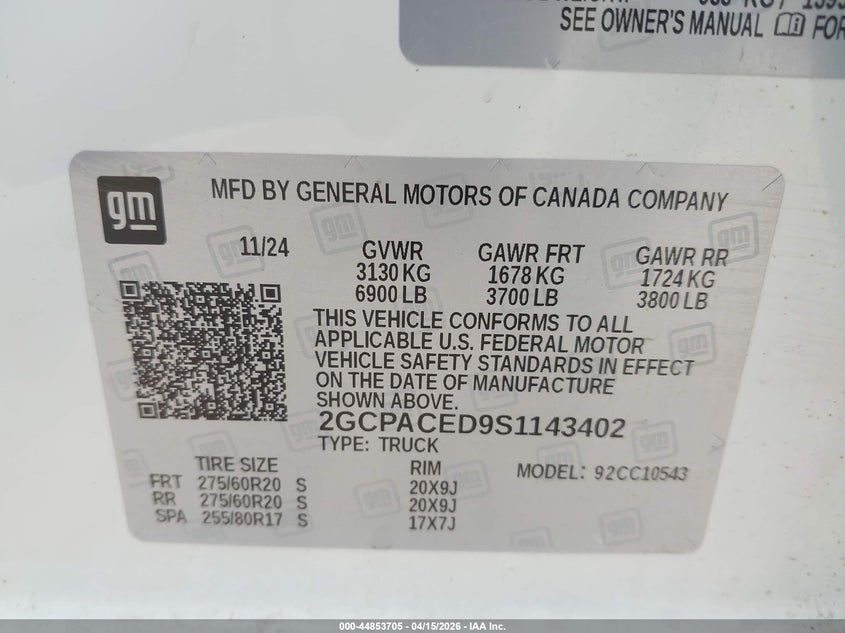 SEE OWNER'S MANUAL FOR
gm
MFD BY GENERAL MOTORS OF CANADA COMPANY
11/24 GVWR GAWR FRT GAWR RR
3130 KG 1678 KG 1724 KG
6900 LB 3700 LB 3800 LB
THIS VEHICLE CONFORMS TO ALL
APPLICABLE U.S. FEDERAL MOTOR
VEHICLE SAFETY STANDARDS IN EFFECT
ON THE DATE OF MANUFACTURE
SHOWN ABOVE.
2GCPACED9S1143402
TYPE: TRUCK
TIRE SIZE RIM MODEL: 92CC10543
FRT 275/60R20 S 20X9J
RR 275/60R20 S 20X9J
SPA 255/80R17 S 17X7J
000-44853705 - 04/15/2026 - IAA Inc.